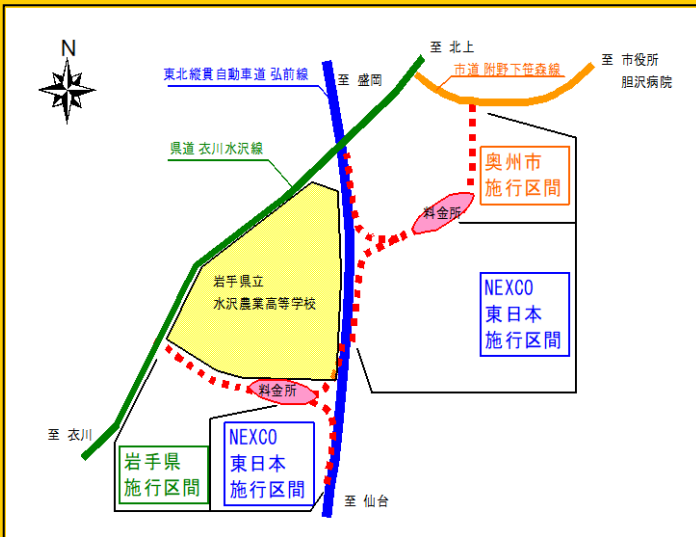 N
至 北上
至 市役所
胆沢病院
東北縦貫自動車道 弘前線
至 盛岡
市道 附野下笹森線
県道 衣川水沢線
奥州市
施行区間
料金所
岩手県立
水沢農業高等学校
NEXCO
東日本
施行区間
料金所
至 衣川
岩手県
施行区間
NEXCO
東日本
施行区間
至 仙台